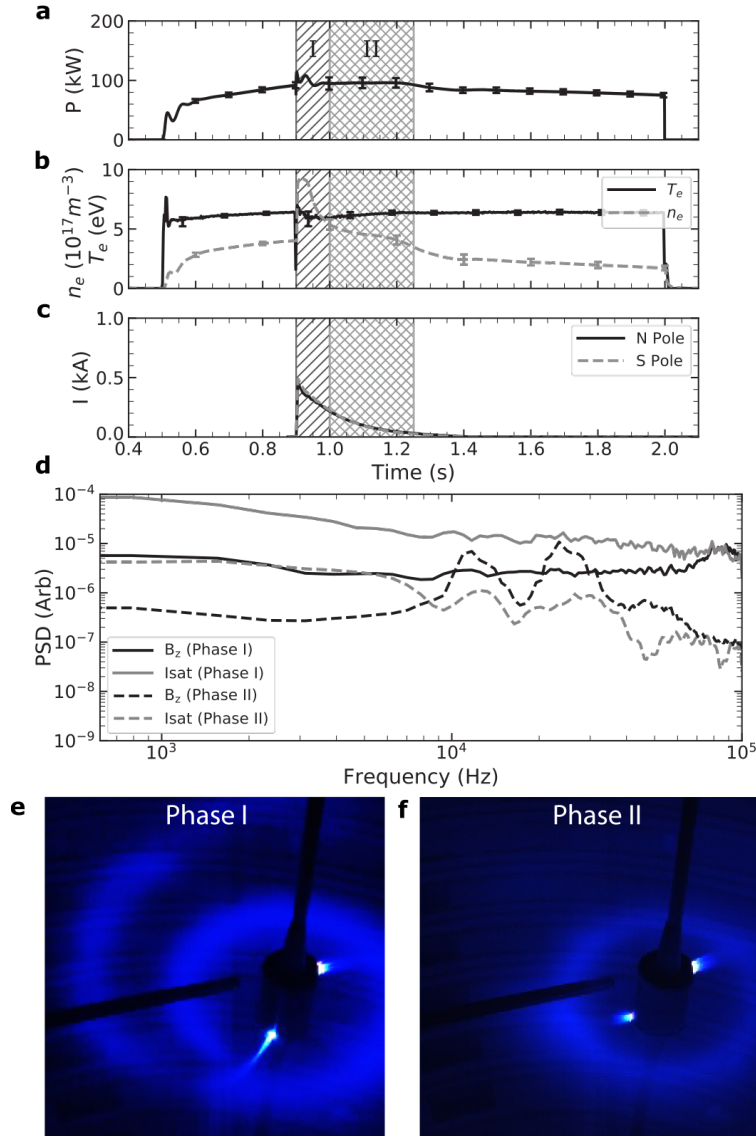 a
P (kW)
200
100
0
I
II
b
n_e (10^17 m^−3)
T_e (eV)
10
5
0
T_e
n_e
c
I (kA)
1.0
0.5
0.0
N Pole
S Pole
0.4 0.6 0.8 1.0 1.2 1.4 1.6 1.8 2.0
Time (s)
d
PSD (Arb)
10^−4
10^−5
10^−6
10^−7
10^−8
10^−9
B_z (Phase I)
Isat (Phase I)
B_z (Phase II)
Isat (Phase II)
10^3 10^4 10^5
Frequency (Hz)
e
Phase I
f
Phase II